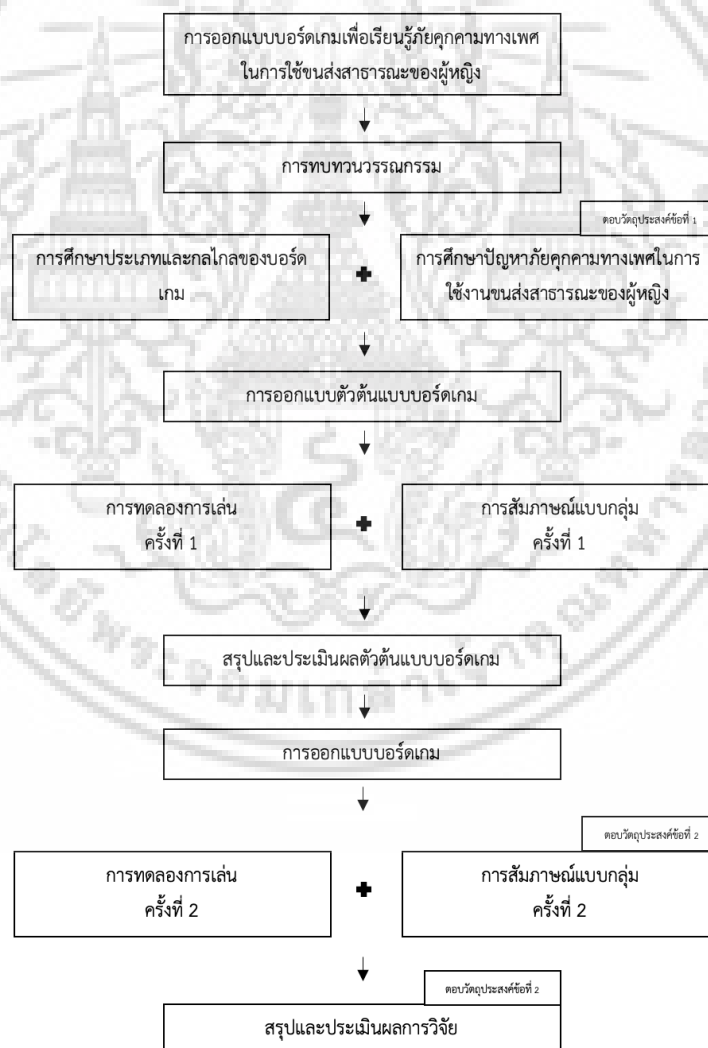 การออกแบบบอร์ดเกมเพื่อเรียนรู้ภัยคุกคามทางเพศ
ในการใช้ขนส่งสาธารณะของผู้หญิง
การทบทวนวรรณกรรม
ตอบวัตถุประสงค์ข้อที่ 1
การศึกษาประเภทและกลไกลของบอร์ด
เกม
การศึกษาปัญหาภัยคุกคามทางเพศในการ
ใช้งานขนส่งสาธารณะของผู้หญิง
การออกแบบตัวต้นแบบบอร์ดเกม
การทดลองการเล่น
ครั้งที่ 1
การสัมภาษณ์แบบกลุ่ม
ครั้งที่ 1
สรุปและประเมินผลตัวต้นแบบบอร์ดเกม
การออกแบบบอร์ดเกม
ตอบวัตถุประสงค์ข้อที่ 2
การทดลองการเล่น
ครั้งที่ 2
การสัมภาษณ์แบบกลุ่ม
ครั้งที่ 2
ตอบวัตถุประสงค์ข้อที่ 2
สรุปและประเมินผลการวิจัย